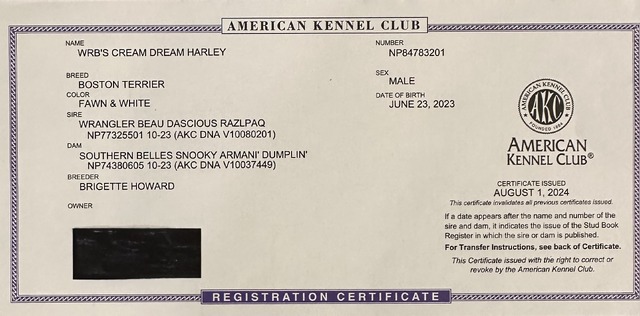 AMERICAN KENNEL CLUB
NAME
WRB'S CREAM DREAM HARLEY
NUMBER
NP84783201
BREED
BOSTON TERRIER
SEX
MALE
COLOR
FAWN & WHITE
DATE OF BIRTH
JUNE 23, 2023
SIRE
WRANGLER BEAU DASCIOUS RAZLPAQ
NP77325501 10-23 (AKC DNA V10080201)
DAM
SOUTHERN BELLES SNOOKY ARMANI' DUMPLIN'
NP74380605 10-23 (AKC DNA V10037449)
BREEDER
BRIGETTE HOWARD
OWNER
AMERICAN KENNEL CLUB
AKC
FOUNDED 1884
AMERICAN
KENNEL CLUB®
CERTIFICATE ISSUED
AUGUST 1, 2024
This certificate invalidates all previous certificates issued.
If a date appears after the name and number of the
sire and dam, it indicates the issue of the Stud Book
Register in which the sire or dam is published.
For Transfer Instructions, see back of Certificate.
This Certificate issued with the right to correct or
revoke by the American Kennel Club.
REGISTRATION CERTIFICATE